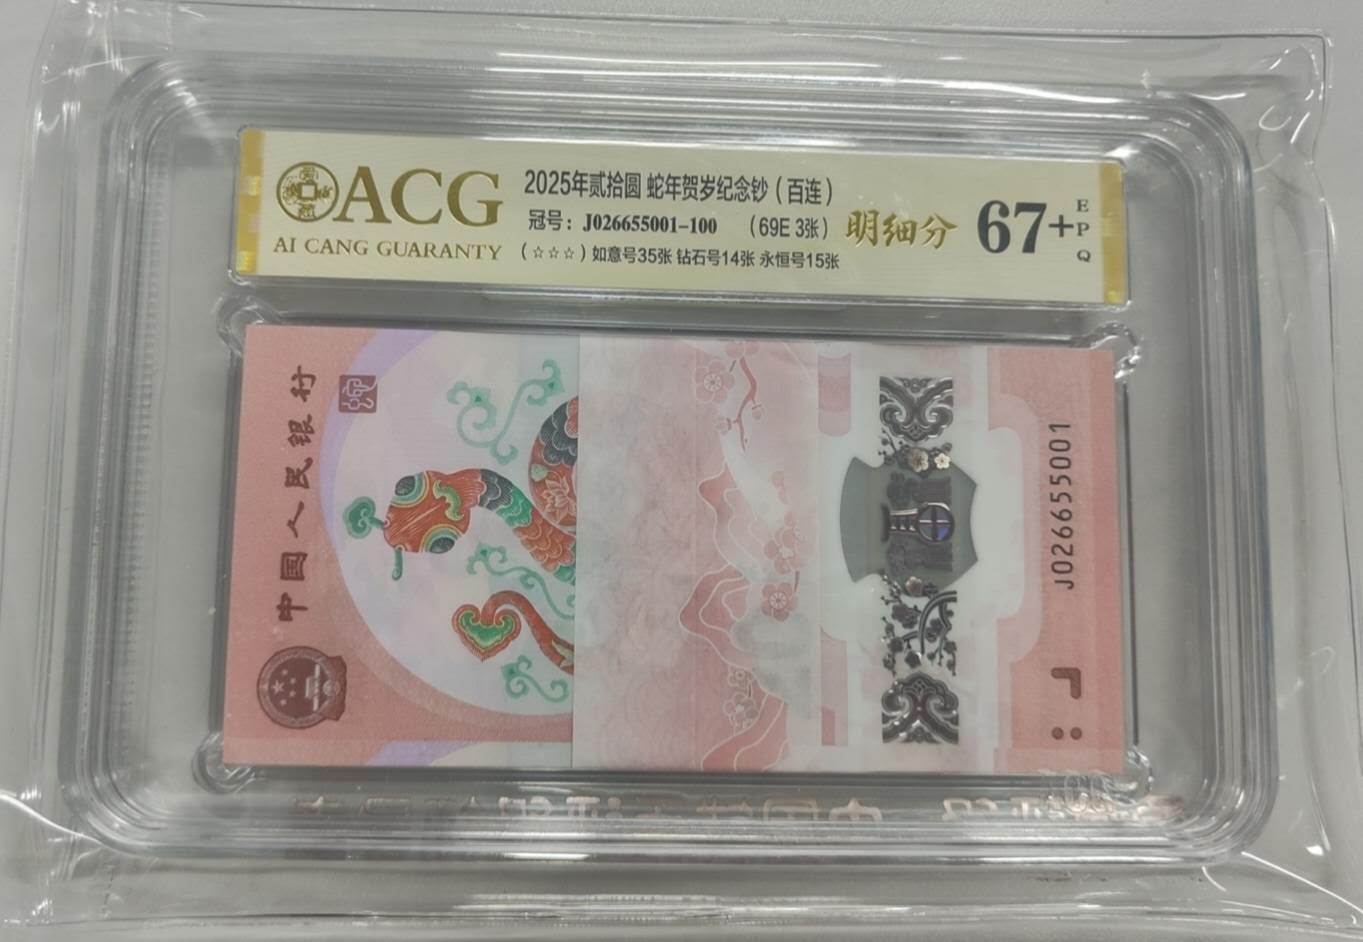 ACG
AI CANG GUARANTY
2025年贰拾圆 蛇年贺岁纪念钞（百连）
冠号：J026655001-100 （69E 3张）
（☆☆☆）如意号35张 钻石号14张 永恒号15张
明细分
67+
EPQ
中国人民银行
J026655001